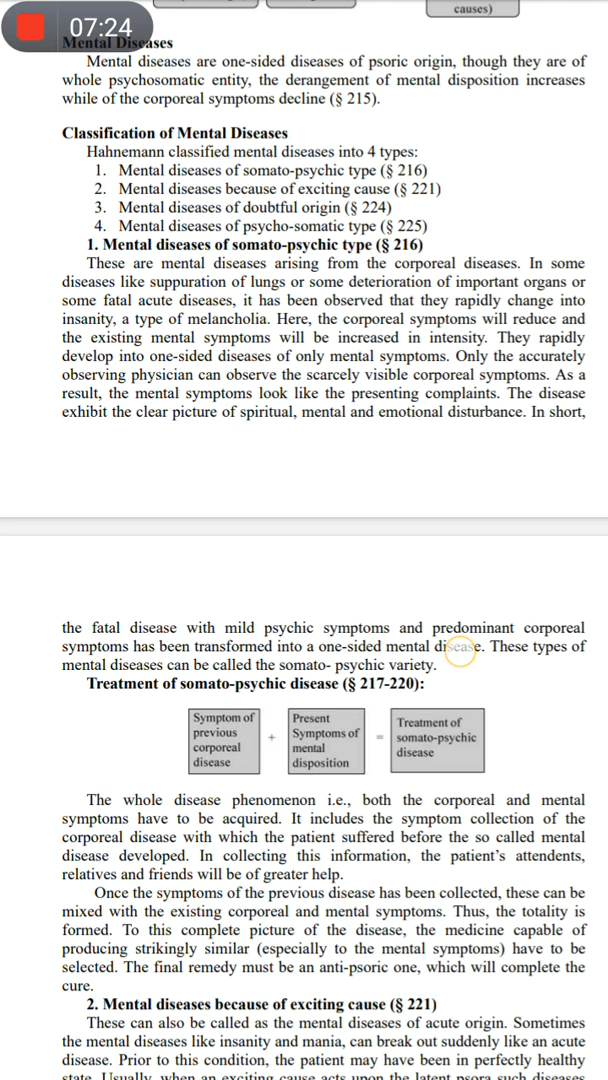 causes)
07:24
Mental Diseases
Mental diseases are one-sided diseases of psoric origin, though they are of
whole psychosomatic entity, the derangement of mental disposition increases
while of the corporeal symptoms decline (§ 215).
Classification of Mental Diseases
Hahnemann classified mental diseases into 4 types:
1. Mental diseases of somato-psychic type (§ 216)
2. Mental diseases because of exciting cause (§ 221)
3. Mental diseases of doubtful origin (§ 224)
4. Mental diseases of psycho-somatic type (§ 225)
1. Mental diseases of somato-psychic type (§ 216)
These are mental diseases arising from the corporeal diseases. In some
diseases like suppuration of lungs or some deterioration of important organs or
some fatal acute diseases, it has been observed that they rapidly change into
insanity, a type of melancholia. Here, the corporeal symptoms will reduce and
the existing mental symptoms will be increased in intensity. They rapidly
develop into one-sided diseases of only mental symptoms. Only the accurately
observing physician can observe the scarcely visible corporeal symptoms. As a
result, the mental symptoms look like the presenting complaints. The disease
exhibit the clear picture of spiritual, mental and emotional disturbance. In short,
the fatal disease with mild psychic symptoms and predominant corporeal
symptoms has been transformed into a one-sided mental disease. These types of
mental diseases can be called the somato- psychic variety.
Treatment of somato-psychic disease (§ 217-220):
Symptom of
previous
corporeal
disease
+
Present
Symptoms of
mental
disposition
=
Treatment of
somato-psychic
disease
The whole disease phenomenon i.e., both the corporeal and mental
symptoms have to be acquired. It includes the symptom collection of the
corporeal disease with which the patient suffered before the so called mental
disease developed. In collecting this information, the patient's attendents,
relatives and friends will be of greater help.
Once the symptoms of the previous disease has been collected, these can be
mixed with the existing corporeal and mental symptoms. Thus, the totality is
formed. To this complete picture of the disease, the medicine capable of
producing strikingly similar (especially to the mental symptoms) have to be
selected. The final remedy must be an anti-psoric one, which will complete the
cure.
2. Mental diseases because of exciting cause (§ 221)
These can also be called as the mental diseases of acute origin. Sometimes
the mental diseases like insanity and mania, can break out suddenly like an acute
disease. Prior to this condition, the patient may have been in perfectly healthy
state. Usually, when an exciting cause acts upon the latent psora such diseases